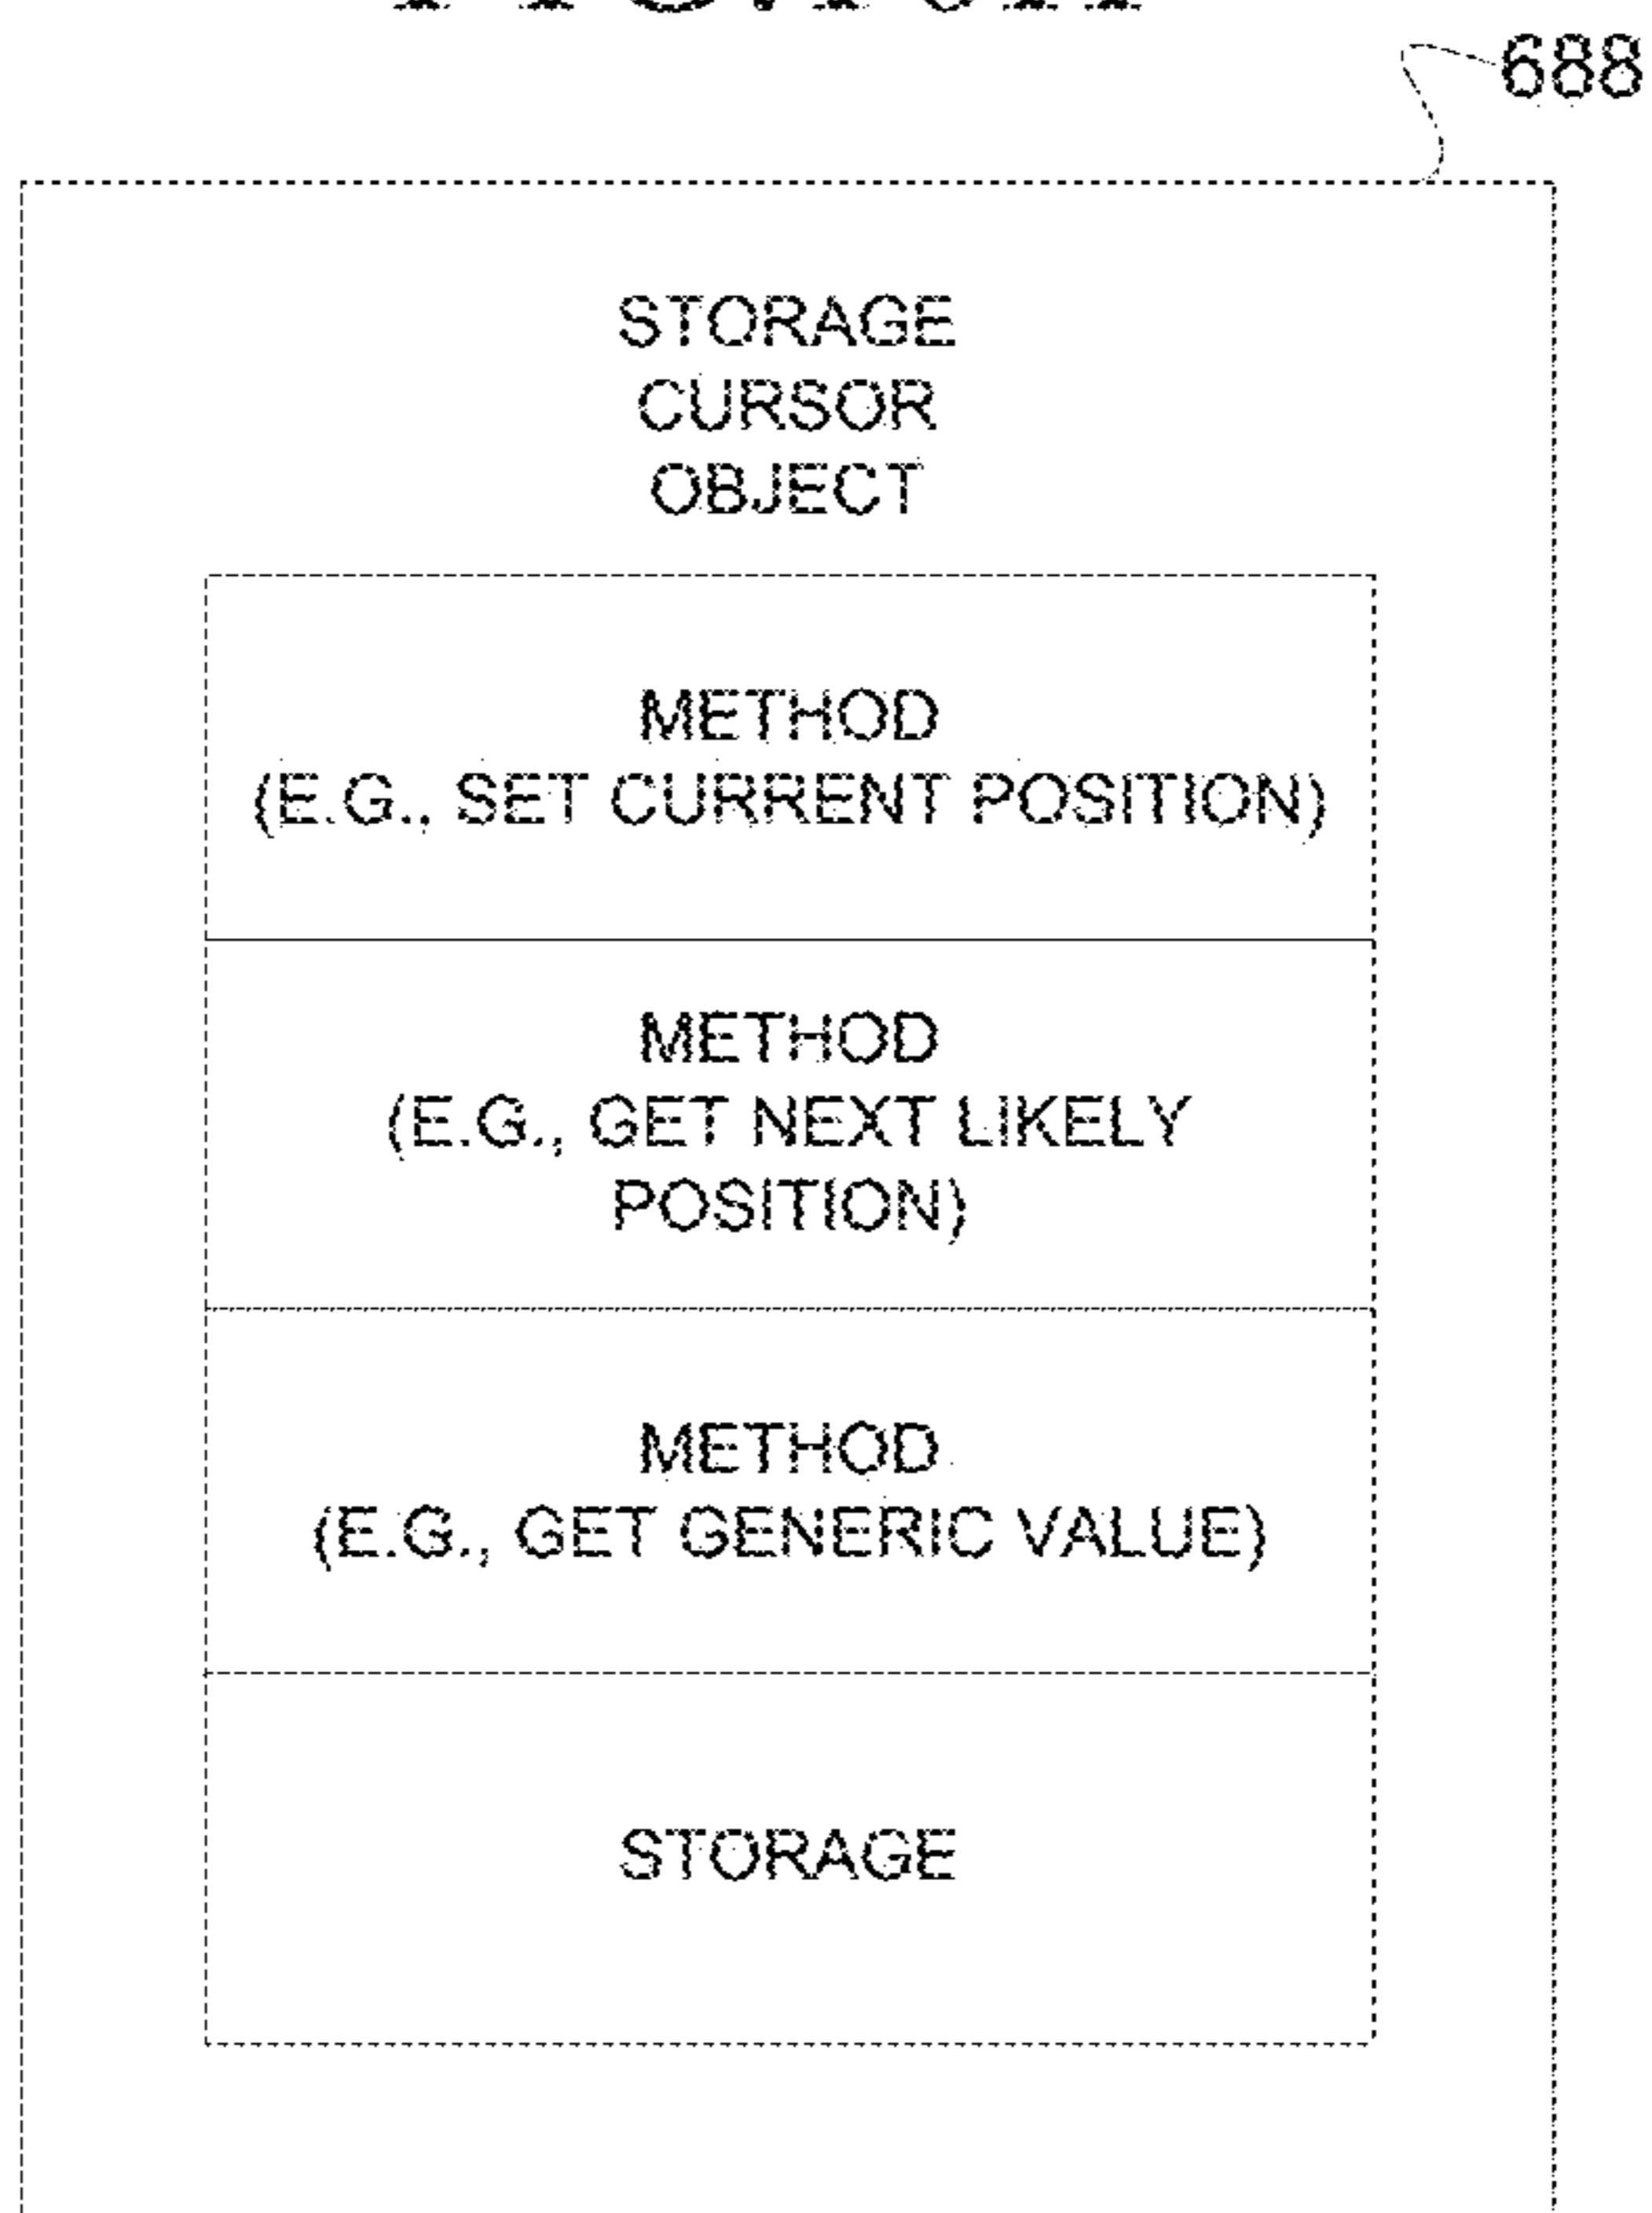 688
STORAGE
CURSOR
OBJECT
METHOD
(E.G., SET CURRENT POSITION)
METHOD
(E.G., GET NEXT LIKELY
POSITION)
METHOD
(E.G., GET GENERIC VALUE)
STORAGE